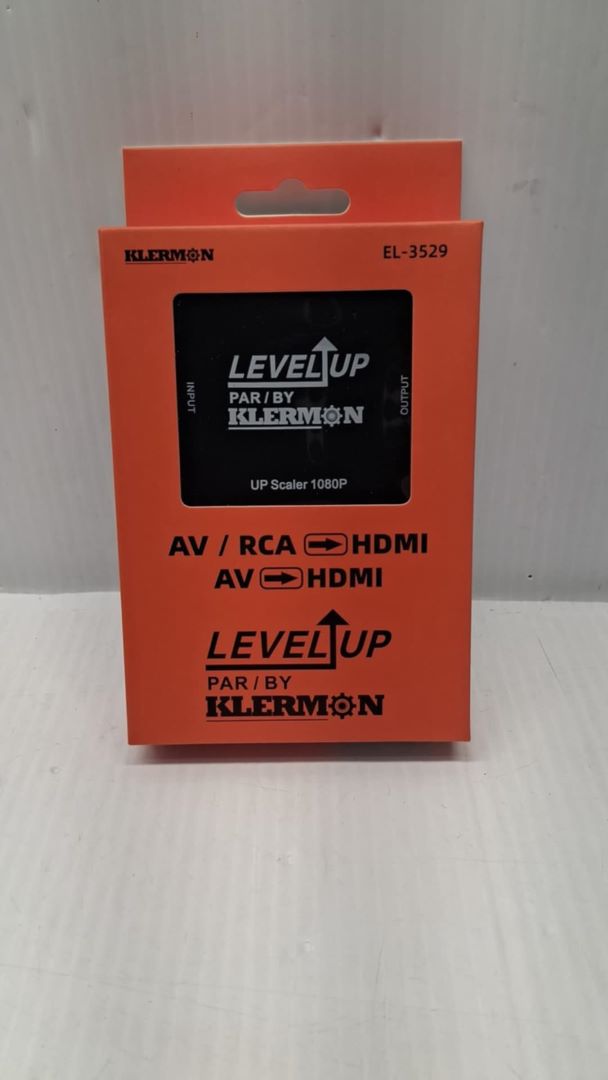 KLERMON
EL-3529
LEVEL UP
PAR / BY
KLERMON
INPUT
OUTPUT
UP Scaler 1080P
AV / RCA HDMI
AV HDMI
LEVEL UP
PAR / BY
KLERMON